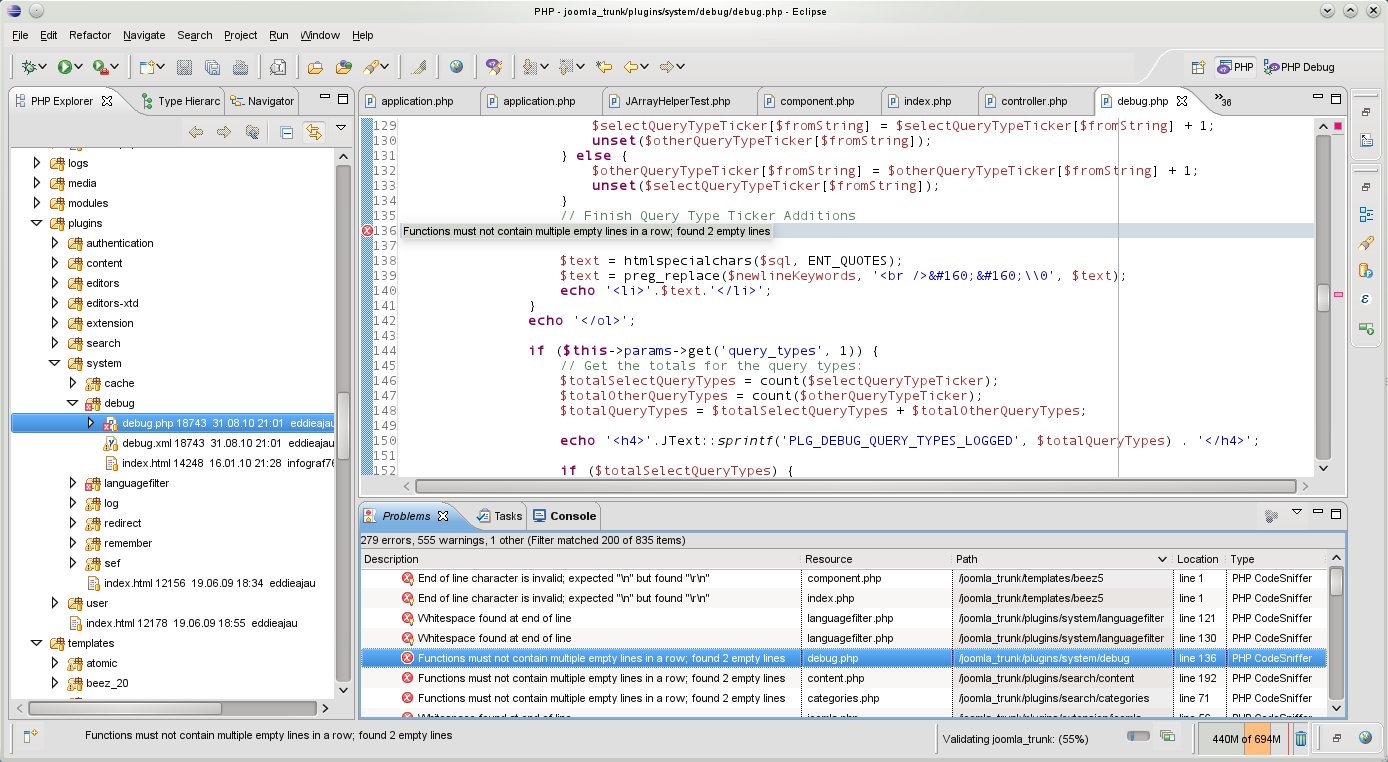 PHP - joomla_trunk/plugins/system/debug/debug.php - Eclipse
File Edit Refactor Navigate Search Project Run Window Help
PHP PHP Debug
PHP Explorer Type Hierarc Navigator
logs
media
modules
plugins
authentication
content
editors
editors-xtd
extension
search
system
cache
debug
debug.php 18743 31.08.10 21:01 eddieajau
debug.xml 18743 31.08.10 21:01 eddieajau
index.html 14248 16.01.10 21:28 infograf76
languagefilter
log
redirect
remember
sef
index.html 12156 19.06.09 18:34 eddieajau
user
index.html 12178 19.06.09 18:55 eddieajau
templates
atomic
beez_20
application.php application.php JArrayHelperTest.php component.php index.php controller.php debug.php »36
129 $selectQueryTypeTicker[$fromString] = $selectQueryTypeTicker[$fromString] + 1;
130 unset($otherQueryTypeTicker[$fromString]);
131 } else {
132 $otherQueryTypeTicker[$fromString] = $otherQueryTypeTicker[$fromString] + 1;
133 unset($selectQueryTypeTicker[$fromString]);
134 }
135 // Finish Query Type Ticker Additions
136 Functions must not contain multiple empty lines in a row; found 2 empty lines
137
138 $text = htmlspecialchars($sql, ENT_QUOTES);
139 $text = preg_replace($newlineKeywords, '<br />&#160;&#160;\\0', $text);
140 echo '<li>'.$text.'</li>';
141 }
142 echo '</ol>';
143
144 if ($this->params->get('query_types', 1)) {
145 // Get the totals for the query types:
146 $totalSelectQueryTypes = count($selectQueryTypeTicker);
147 $totalOtherQueryTypes = count($otherQueryTypeTicker);
148 $totalQueryTypes = $totalSelectQueryTypes + $totalOtherQueryTypes;
149
150 echo '<h4>'.JText::sprintf('PLG_DEBUG_QUERY_TYPES_LOGGED', $totalQueryTypes) . '</h4>';
151
152 if ($totalSelectQueryTypes) {
Problems Tasks Console
279 errors, 555 warnings, 1 other (Filter matched 200 of 835 items)
Description Resource Path Location Type
End of line character is invalid; expected "\n" but found "\r\n" component.php /joomla_trunk/templates/beez5 line 1 PHP CodeSniffer
End of line character is invalid; expected "\n" but found "\r\n" index.php /joomla_trunk/templates/beez5 line 1 PHP CodeSniffer
Whitespace found at end of line languagefilter.php /joomla_trunk/plugins/system/languagefilter line 121 PHP CodeSniffer
Whitespace found at end of line languagefilter.php /joomla_trunk/plugins/system/languagefilter line 130 PHP CodeSniffer
Functions must not contain multiple empty lines in a row; found 2 empty lines debug.php /joomla_trunk/plugins/system/debug line 136 PHP CodeSniffer
Functions must not contain multiple empty lines in a row; found 2 empty lines content.php /joomla_trunk/plugins/search/content line 192 PHP CodeSniffer
Functions must not contain multiple empty lines in a row; found 2 empty lines categories.php /joomla_trunk/plugins/search/categories line 71 PHP CodeSniffer
Whitespace found at end of line joomla.php /joomla_trunk/plugins/extension/joomla line 56 PHP CodeSniffer
Functions must not contain multiple empty lines in a row; found 2 empty lines
Validating joomla_trunk: (55%)
440M of 694M